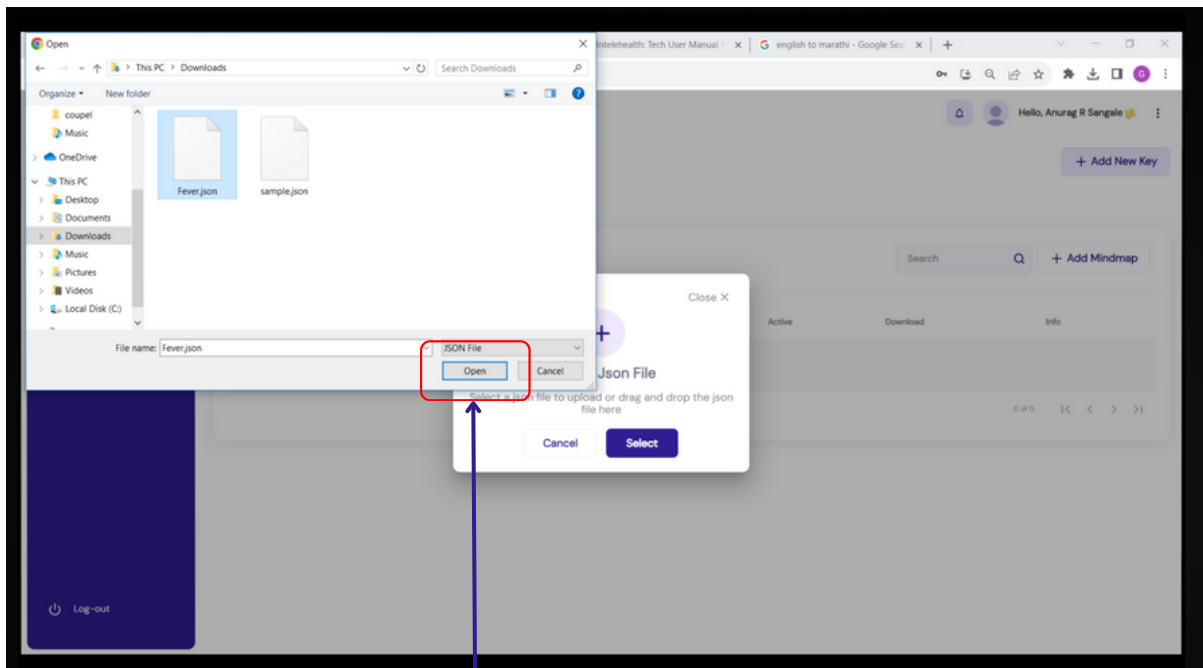 Open
Intelehealth: Tech User Manual
english to marathi - Google Sea
This PC > Downloads
Search Downloads
Organize
New folder
coupel
Music
OneDrive
This PC
Desktop
Documents
Downloads
Music
Pictures
Videos
Local Disk (C:)
Fever.json
sample.json
File name: Fever.json
JSON File
Open
Cancel
G
Hello, Anurag R Sangale
+ Add New Key
Search
+ Add Mindmap
Active
Download
Info
0 of 0
Close
Json File
Select a json file to upload or drag and drop the json
file here
Cancel
Select
Log-out